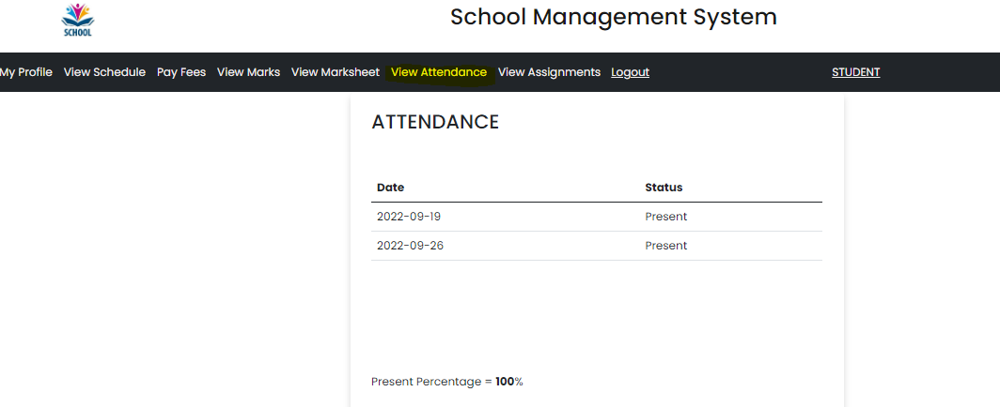 SCHOOL
School Management System
My Profile View Schedule Pay Fees View Marks View Marksheet View Attendance View Assignments Logout STUDENT
ATTENDANCE
Date Status
2022-09-19 Present
2022-09-26 Present
Present Percentage = 100%